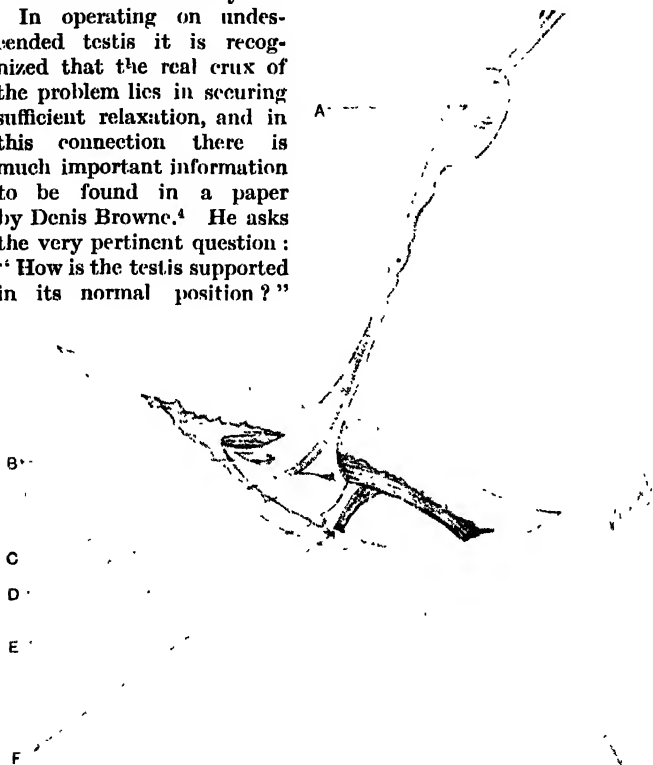 In operating on undes-
cended testis it is recog-
nized that the real crux of
the problem lies in securing
sufficient relaxation, and in
this connection there is
much important information
to be found in a paper
by Denis Browne.⁴ He asks
the very pertinent question:
“How is the testis supported
in its normal position?”
A
B
C
D
E
F